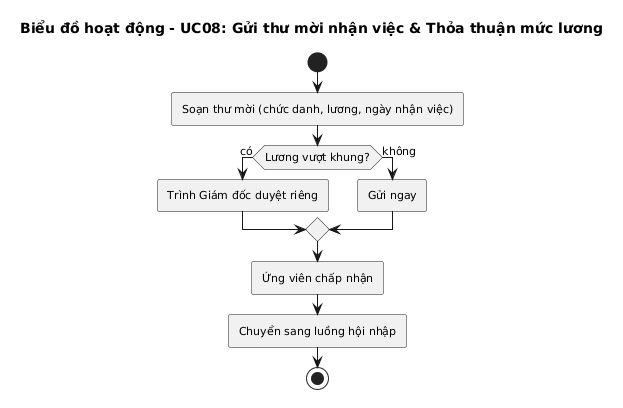 Biểu đồ hoạt động - UC08: Gửi thư mời nhận việc & Thỏa thuận mức lương
Soạn thư mời (chức danh, lương, ngày nhận việc)
có
Lương vượt khung?
không
Trình Giám đốc duyệt riêng
Gửi ngay
Ứng viên chấp nhận
Chuyển sang luồng hội nhập